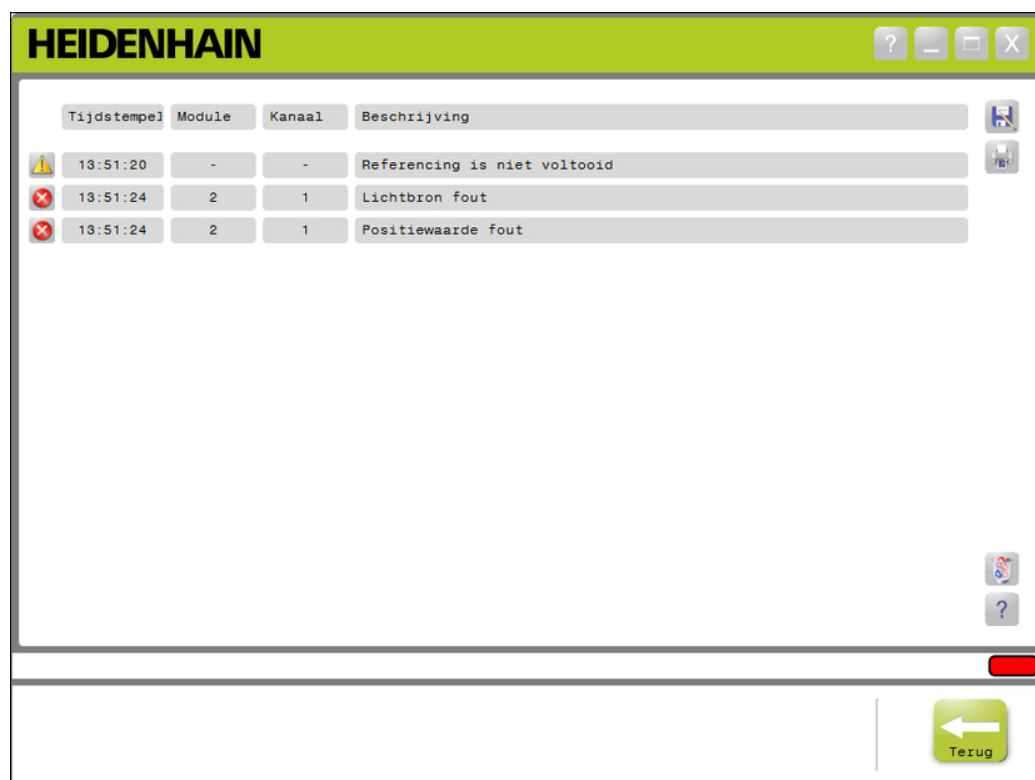 HEIDENHAIN
? _ X
Tijdstempel Module Kanaal Beschrijving
13:51:20 - - Referencing is niet voltooid
13:51:24 2 1 Lichtbron fout
13:51:24 2 1 Positiewaarde fout
?
Terug